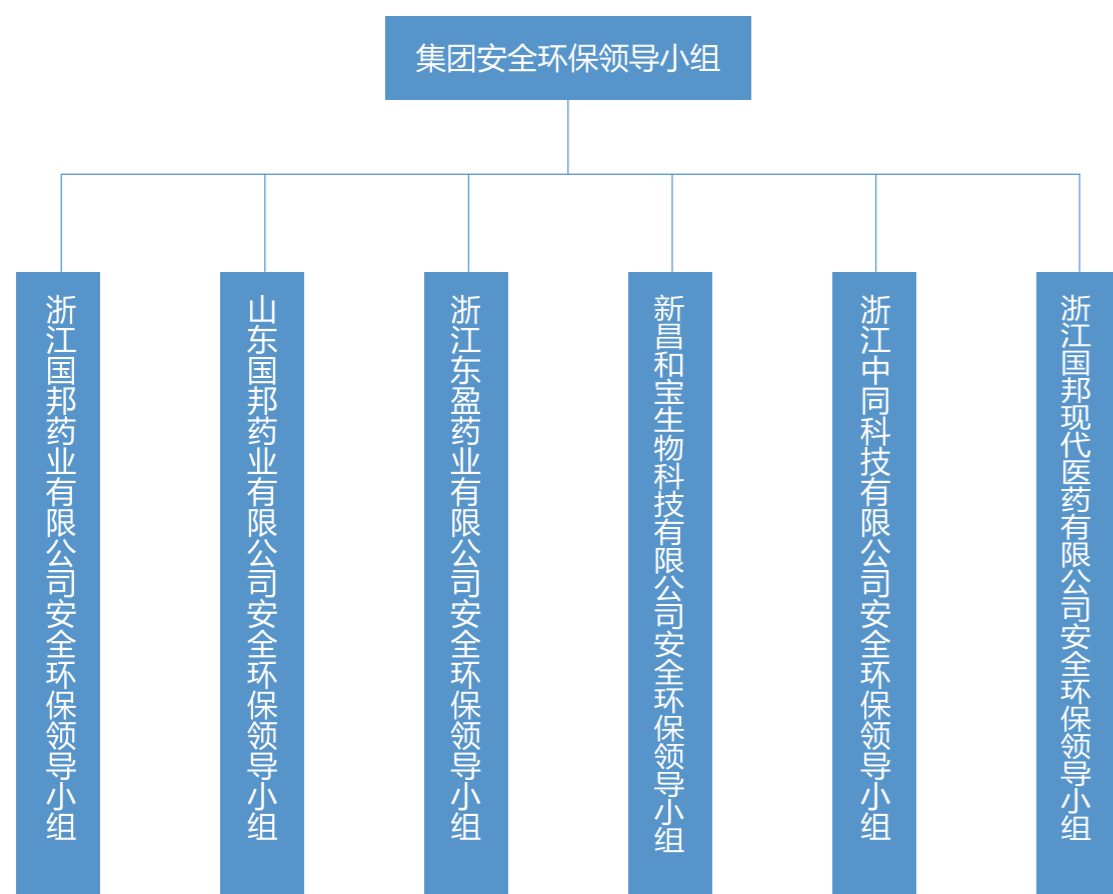 集团安全环保领导小组
浙江国邦药业有限公司安全环保领导小组
山东国邦药业有限公司安全环保领导小组
浙江东盈药业有限公司安全环保领导小组
新昌和宝生物科技有限公司安全环保领导小组
浙江中同科技有限公司安全环保领导小组
浙江国邦现代医药有限公司安全环保领导小组